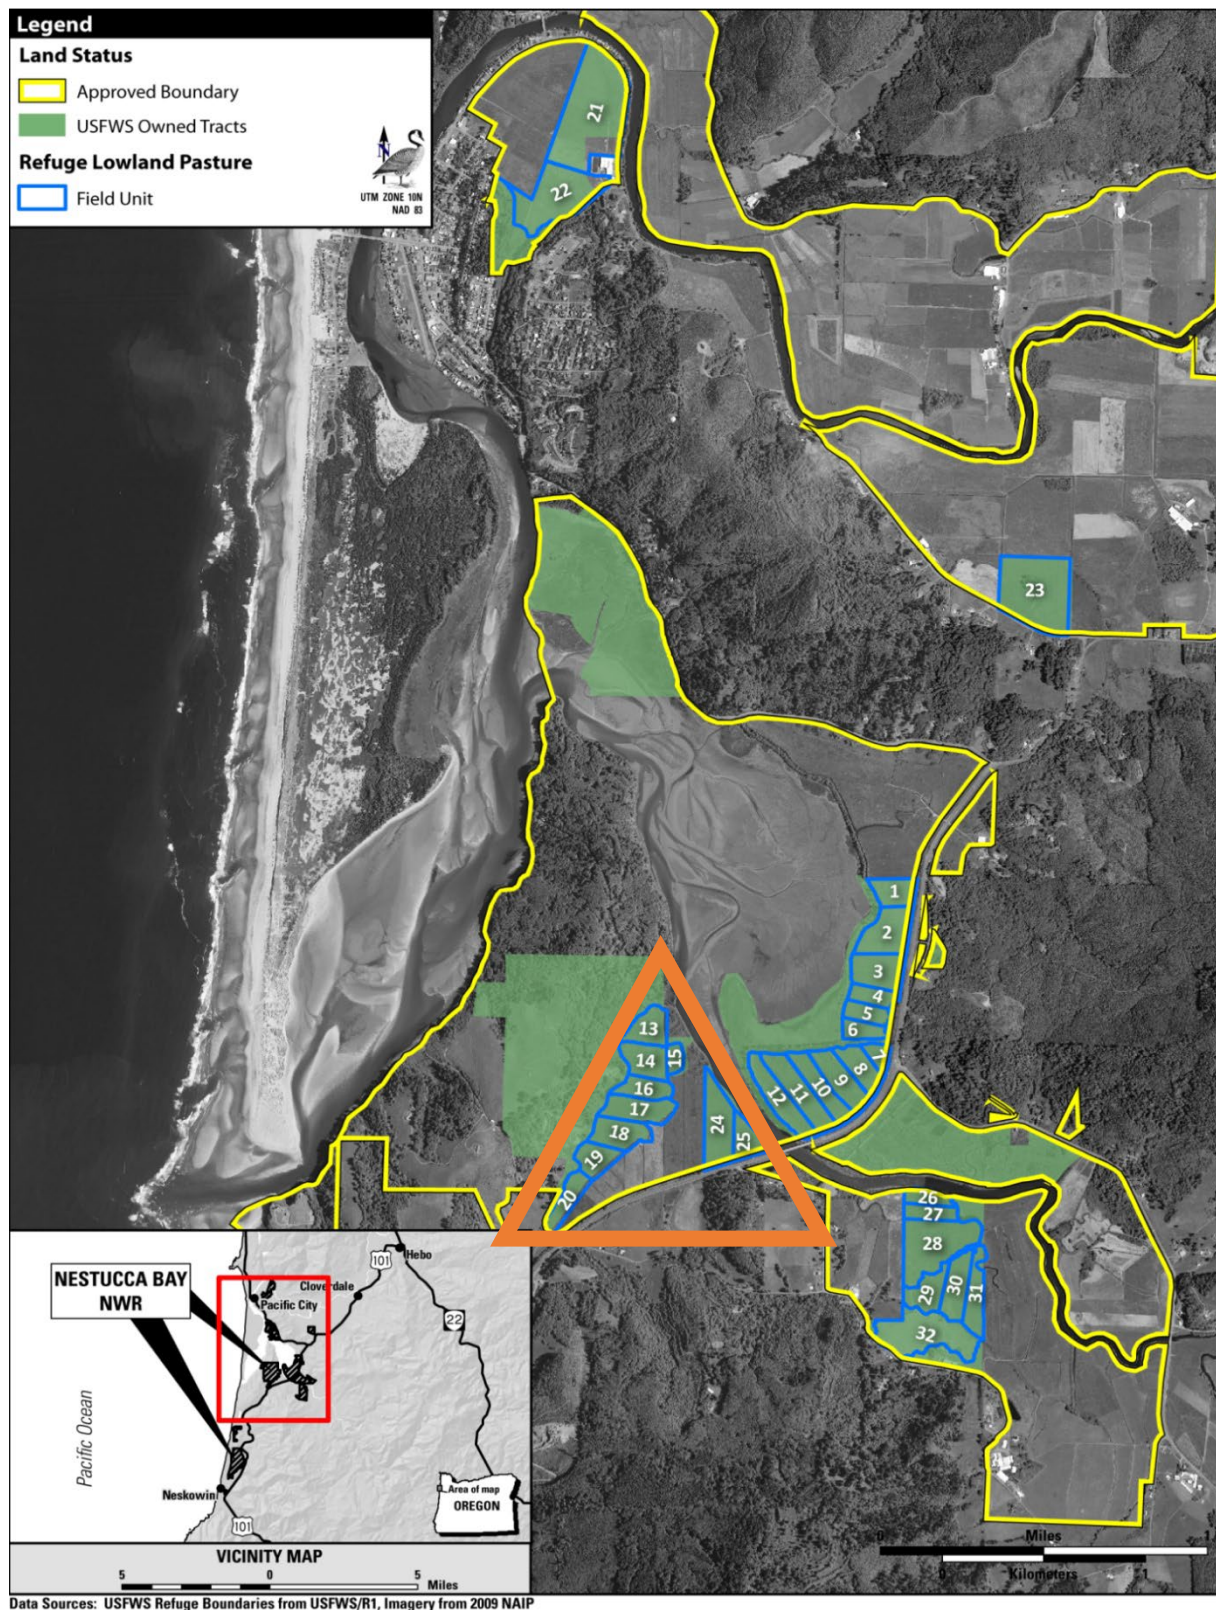 Legend
Land Status
Approved Boundary
USFWS Owned Tracts
Refuge Lowland Pasture
Field Unit
N
UTM ZONE 10N
NAD 83
21
22
23
1
2
3
4
5
6
7
8
9
10
11
12
13
14
15
16
17
18
19
20
24
25
26
27
28
29
30
31
32
NESTUCCA BAY
NWR
101
Hebo
Cloverdale
Pacific City
22
Pacific Ocean
Neskowin
101
Area of map
OREGON
VICINITY MAP
5 0 5
Miles
Miles
0 1
0 1
Kilometers
Data Sources: USFWS Refuge Boundaries from USFWS/R1, Imagery from 2009 NAIP